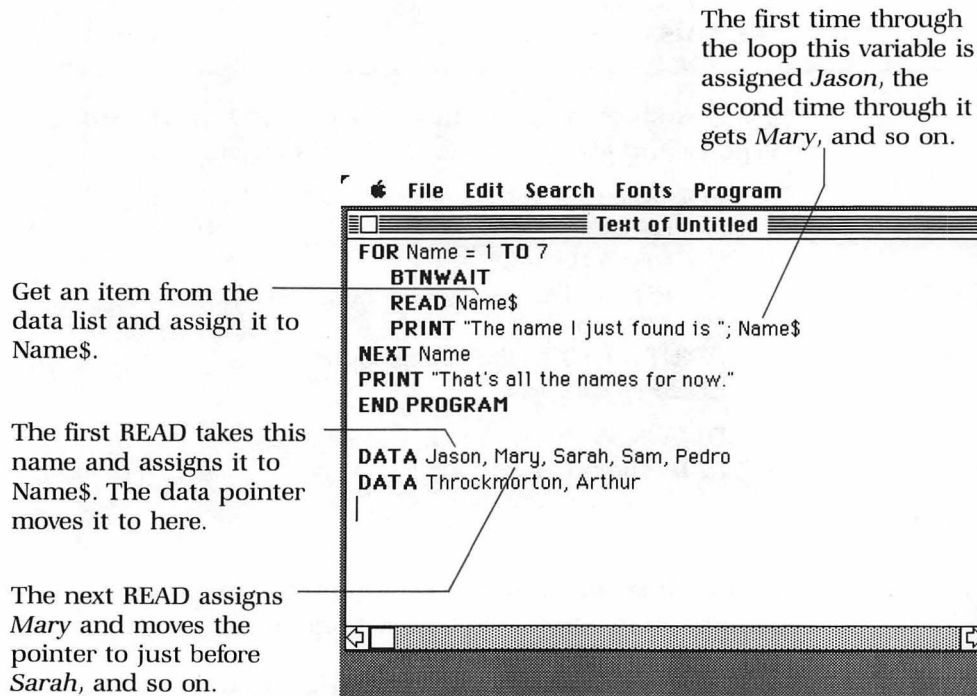 The first time through
the loop this variable is
assigned Jason, the
second time through it
gets Mary, and so on.
File Edit Search Fonts Program
Text of Untitled
FOR Name = 1 TO 7
BTNWAIT
READ Name$
PRINT "The name I just found is "; Name$
NEXT Name
PRINT "That's all the names for now."
END PROGRAM
DATA Jason, Mary, Sarah, Sam, Pedro
DATA Throckmorton, Arthur
Get an item from the
data list and assign it to
Name$.
The first READ takes this
name and assigns it to
Name$. The data pointer
moves it to here.
The next READ assigns
Mary and moves the
pointer to just before
Sarah, and so on.